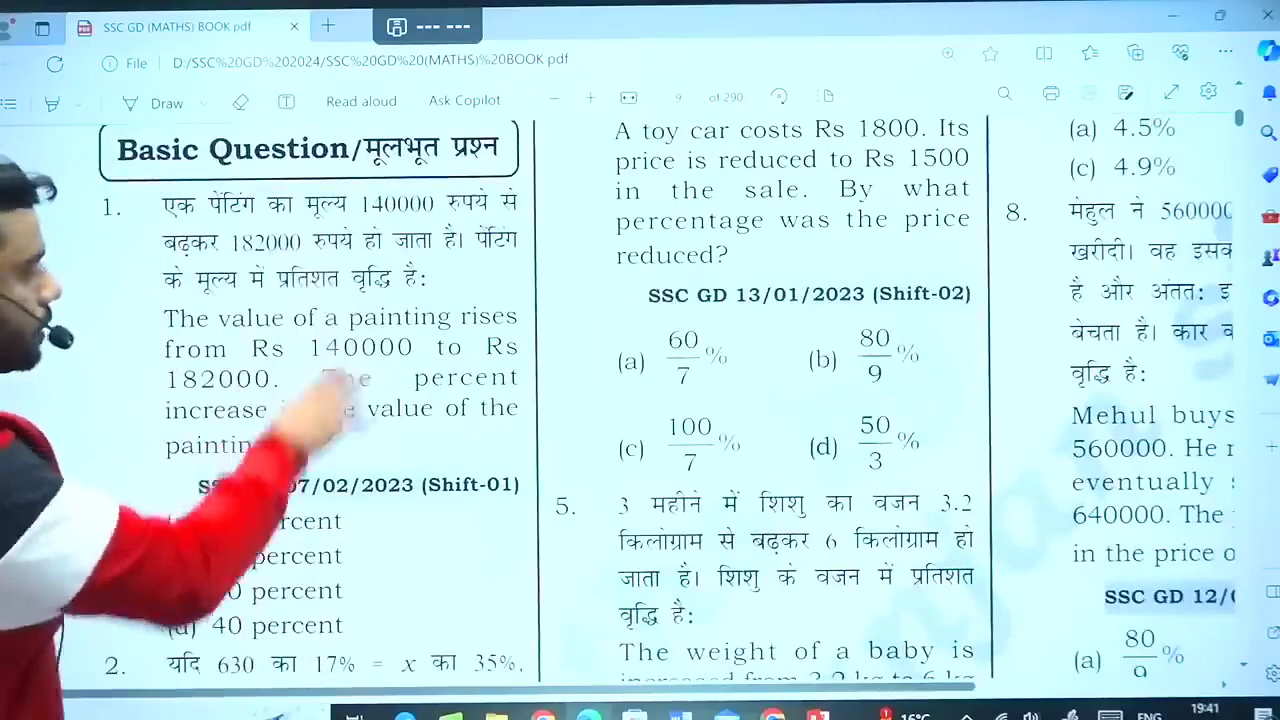 SSC GD (MATHS) BOOK pdf
File
D:/SSC%20GD%202024/SSC%20GD%20(MATHS)%20BOOK pdf
Draw
Read aloud
Ask Copilot
9
of 290
Basic Question/मूलभूत प्रश्न
1.
एक पेंटिंग का मूल्य 140000 रुपये से
बढ़कर 182000 रुपये हो जाता है। पेंटिंग
के मूल्य में प्रतिशत वृद्धि है:
The value of a painting rises
from Rs 140000 to Rs
182000. percent
increase value of the
07/02/2023 (Shift-01)
percent
percent
40 percent
2.
यदि 630 का 17% = x का 35%.
A toy car costs Rs 1800. Its
price is reduced to Rs 1500
in the sale. By what
percentage was the price
reduced?
SSC GD 13/01/2023 (Shift-02)
(a) 60/7 %
(b) 80/9 %
(c) 100/7 %
(d) 50/3 %
5.
3 महीने में शिशु का वजन 3.2
किलोग्राम से बढ़कर 6 किलोग्राम हो
जाता है। शिशु के वजन में प्रतिशत
वृद्धि है:
The weight of a baby is
(a) 4.5%
(c) 4.9%
8.
मेहुल ने 56000
खरीदी। वह
है और अंतत:
बेचता है। कार
वृद्धि है:
Mehul buys
560000. He
eventually
640000. The
in the price
SSC GD 12/
(a) 80/9 %
19:41
ENG
16°C